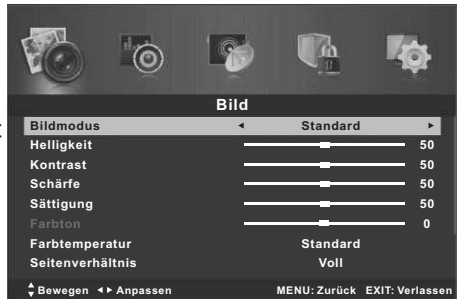 Bild
Bildmodus Standard
Helligkeit 50
Kontrast 50
Schärfe 50
Sättigung 50
Farbton 0
Farbtemperatur Standard
Seitenverhältnis Voll
Bewegen Anpassen MENU: Zurück EXIT: Verlassen